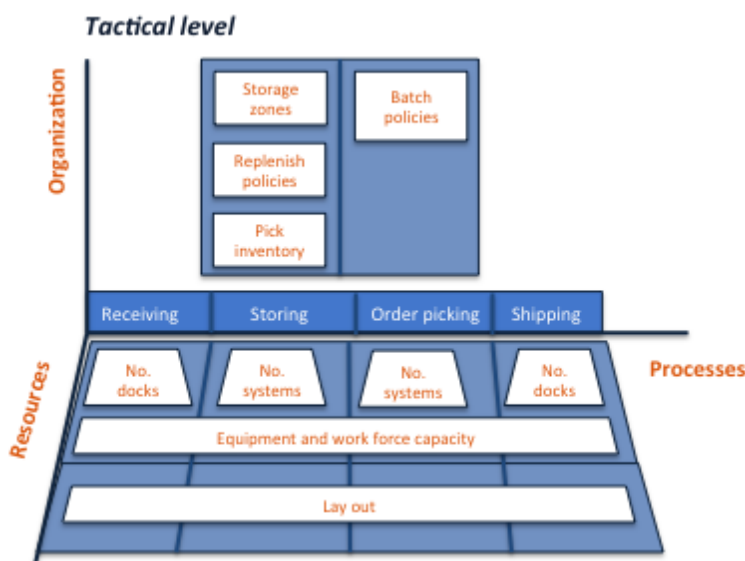 Tactical level
Organization
Storage
zones
Batch
policies
Replenish
policies
Pick
inventory
Receiving
Storing
Order picking
Shipping
Resources
No.
docks
No.
systems
No.
systems
No.
docks
Processes
Equipment and work force capacity
Lay out